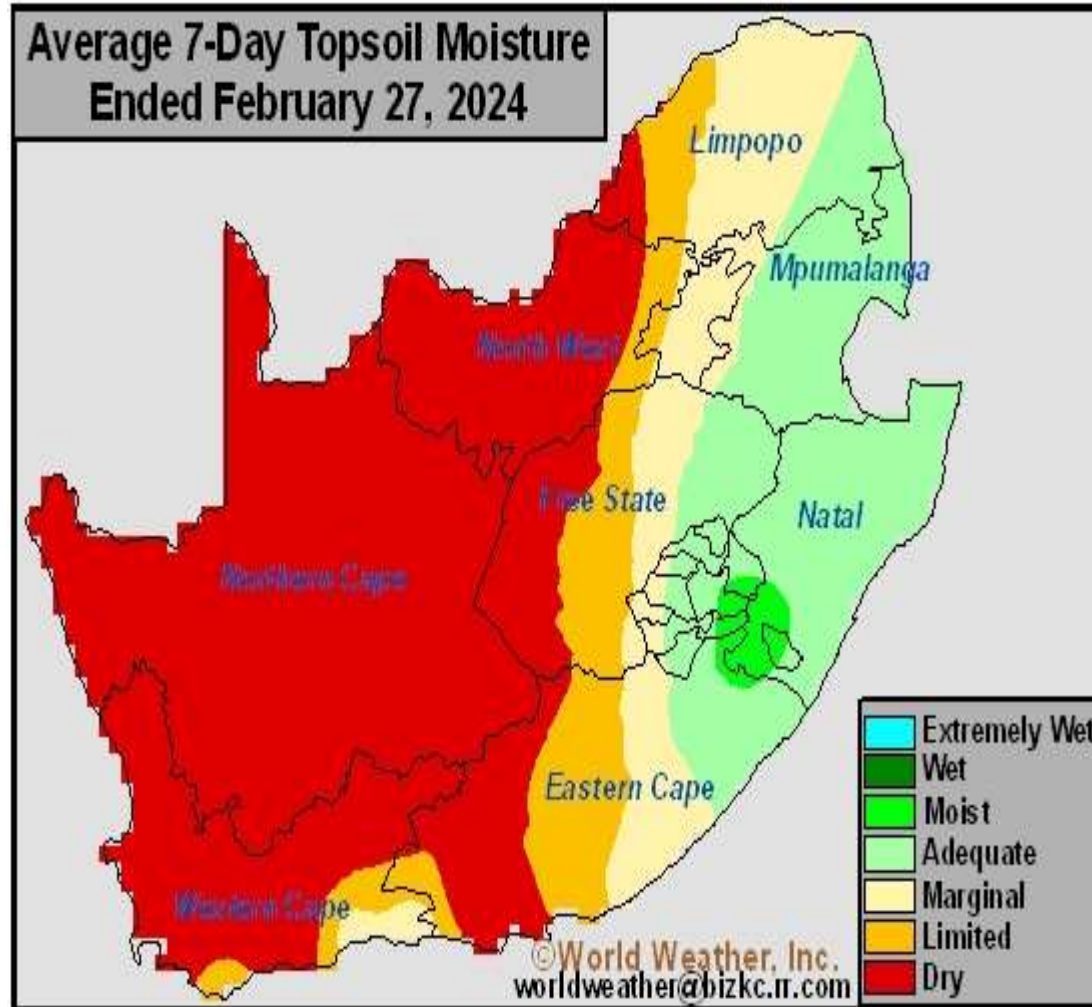 Average 7-Day Topsoil Moisture
Ended February 27, 2024
Limpopo
Mpumalanga
North West
Free State
Natal
Northern Cape
Eastern Cape
Western Cape
Extremely Wet
Wet
Moist
Adequate
Marginal
Limited
Dry
©World Weather, Inc.
worldweather@bizkc.rr.com